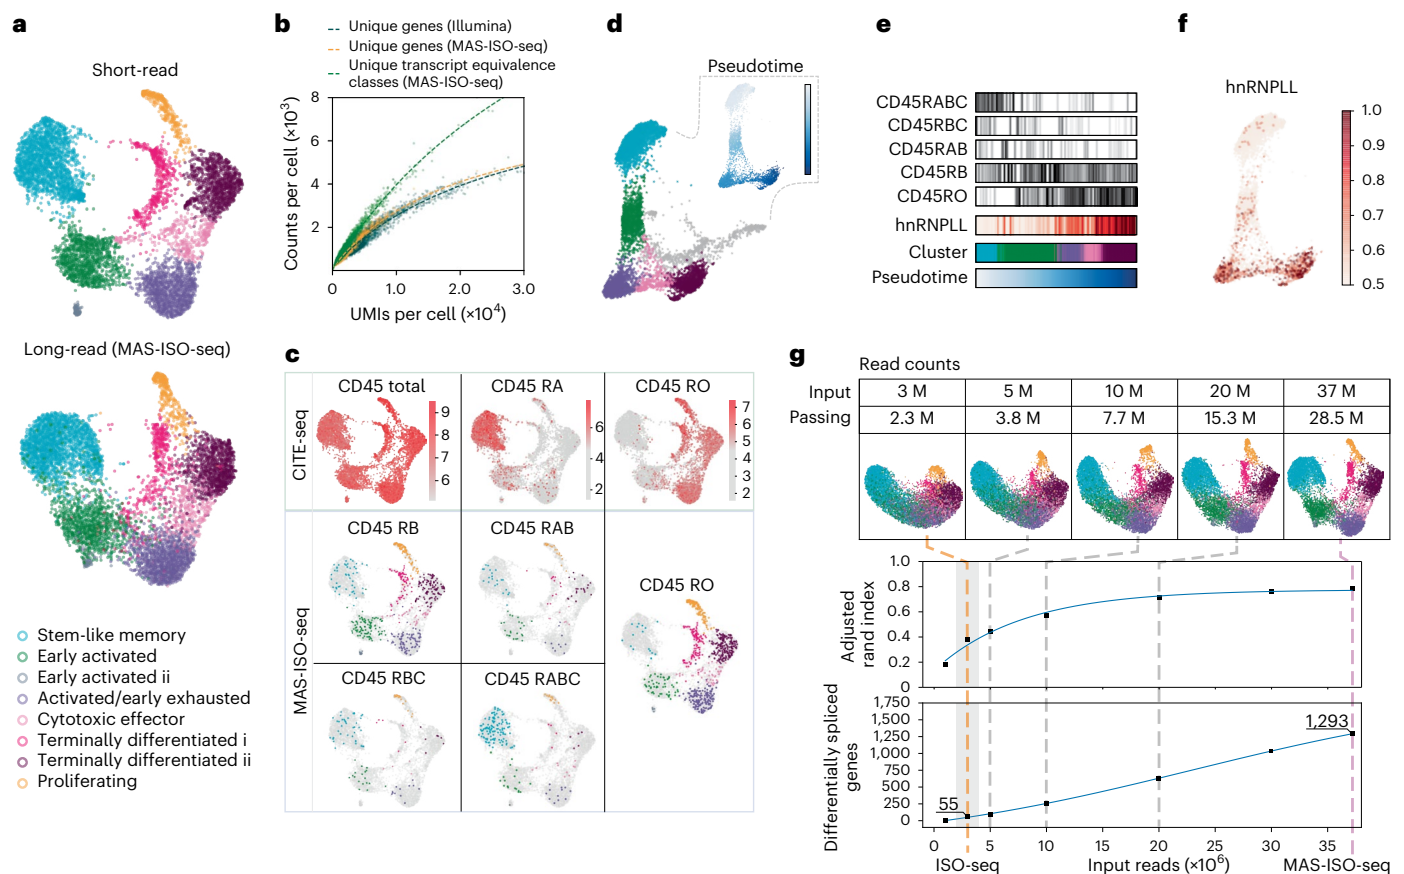 a
Short-read
Long-read (MAS-ISO-seq)
Stem-like memory
Early activated
Early activated ii
Activated/early exhausted
Cytotoxic effector
Terminally differentiated i
Terminally differentiated ii
Proliferating
b
Unique genes (Illumina)
Unique genes (MAS-ISO-seq)
Unique transcript equivalence
classes (MAS-ISO-seq)
Counts per cell (×10³)
8
6
4
2
0
1.0
2.0
3.0
UMIs per cell (×10⁴)
c
CITE-seq
CD45 total
9
8
7
6
CD45 RA
6
4
2
CD45 RO
7
6
5
4
3
2
MAS-ISO-seq
CD45 RB
CD45 RAB
CD45 RO
CD45 RBC
CD45 RABC
d
Pseudotime
e
CD45RABC
CD45RBC
CD45RAB
CD45RB
CD45RO
hnRNPLL
Cluster
Pseudotime
f
hnRNPLL
1.0
0.9
0.8
0.7
0.6
0.5
g
Read counts
Input 3 M 5 M 10 M 20 M 37 M
Passing 2.3 M 3.8 M 7.7 M 15.3 M 28.5 M
Adjusted
rand index
1.0
0.8
0.6
0.4
0.2
0
Differentially spliced
genes
1,750
1,500
1,250
1,000
750
500
250
0
55
1,293
0 5 10 15 20 25 30 35
ISO-seq Input reads (×10⁶) MAS-ISO-seq